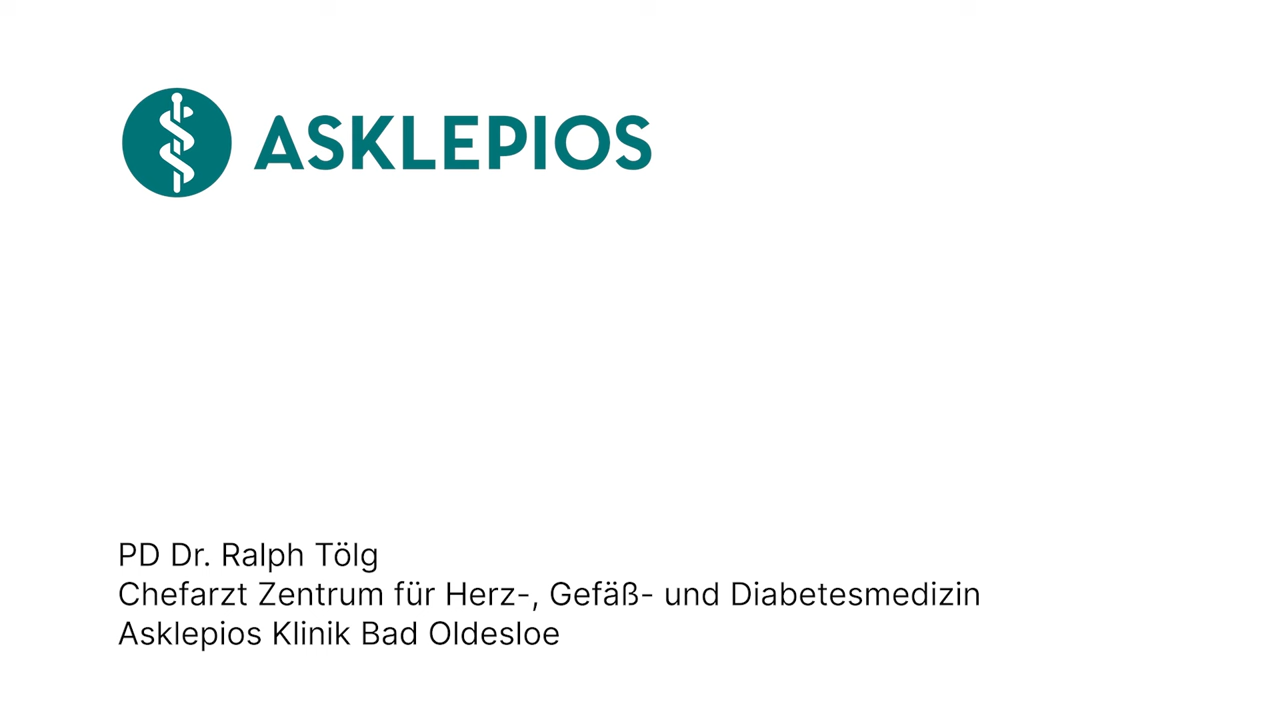 ASKLEPIOS
PD Dr. Ralph Tölg
Chefarzt Zentrum für Herz-, Gefäß- und Diabetesmedizin
Asklepios Klinik Bad Oldesloe